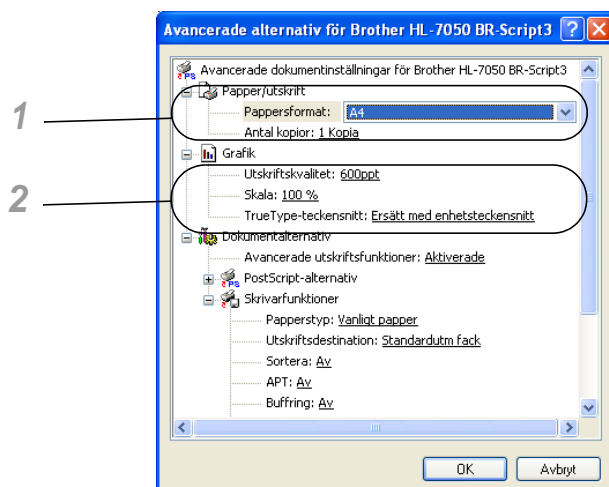 Avancerade alternativ för Brother HL-7050 BR-Script3
Avancerade dokumentinställningar för Brother HL-7050 BR-Script3
Papper/utskrift
1
Pappersformat: A4
Antal kopior: 1 Kopia
Grafik
Utskriftskvalitet: 600ppt
2
Skala: 100 %
TrueType-teckensnitt: Ersätt med enhetsteckensnitt
Dokumentalternativ
Avancerade utskriftsfunktioner: Aktiverade
PostScript-alternativ
Skrivarfunktioner
Papperstyp: Vanligt papper
Utskriftsdestination: Standardutm fack
Sortera: Av
APT: Av
Buffring: Av
OK Avbryt